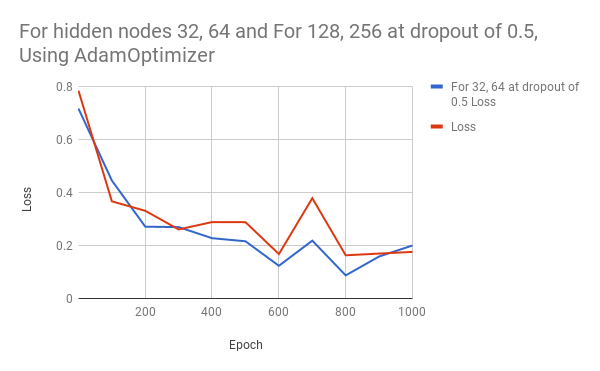 For hidden nodes 32, 64 and For 128, 256 at dropout of 0.5,
Using AdamOptimizer
0.8
0.6
0.4
0.2
0
Loss
200
400
600
800
1000
Epoch
For 32, 64 at dropout of
0.5 Loss
Loss